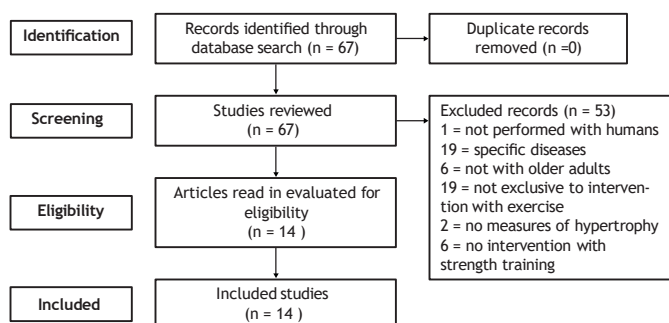 Identification
Records identified through
database search (n = 67)
Duplicate records
removed (n =0)
Screening
Studies reviewed
(n = 67)
Excluded records (n = 53)
1 = not performed with humans
19 = specific diseases
6 = not with older adults
19 = not exclusive to interven-
tion with exercise
2 = no measures of hypertrophy
6 = no intervention with
strength training
Eligibility
Articles read in evaluated for
eligibility
(n = 14 )
Included
Included studies
(n = 14 )